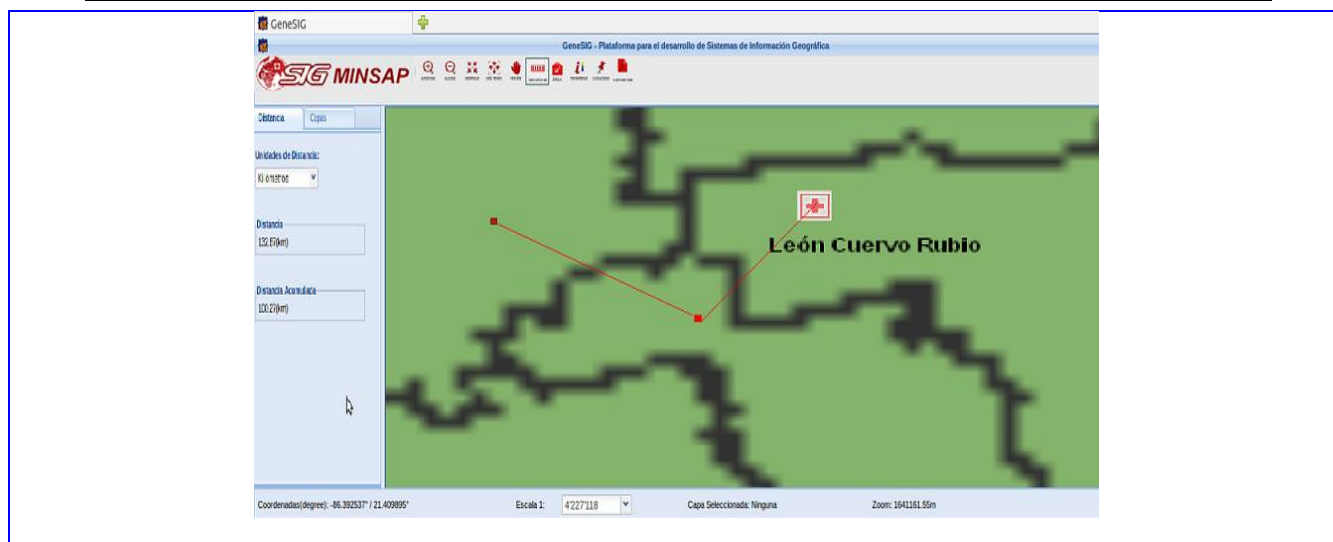 GeneSIG
GeneSIG - Plataforma para el desarrollo de Sistemas de Información Geográfica
SIG MINSAP
Distancia Capas
Unidades de Distancia:
Kilómetros
Distancia
132.57(km)
Distancia Acumulada
100.27(km)
León Cuervo Rubio
Coordenadas(degree): -86.392537° / 21.409895° Escala 1: 4'227'118 Capa Seleccionada: Ninguna Zoom: 1641161.55m